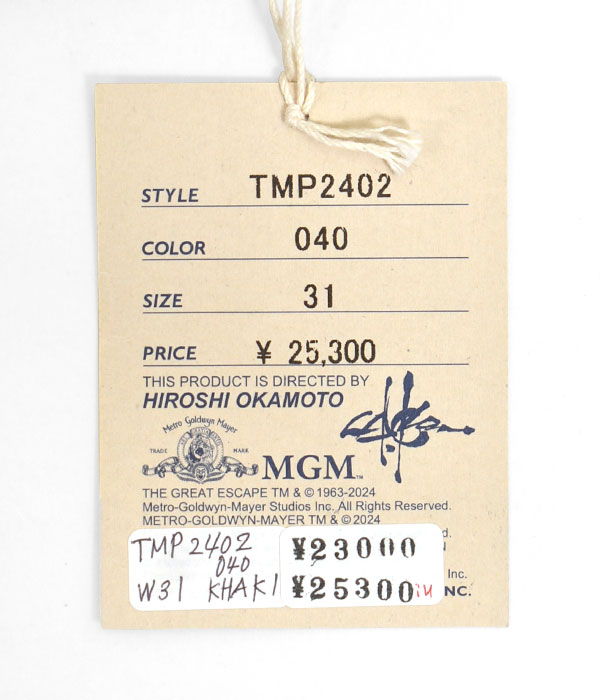 STYLE TMP2402
COLOR 040
SIZE 31
PRICE ¥ 25,300
THIS PRODUCT IS DIRECTED BY
HIROSHI OKAMOTO
Metro Goldwyn Mayer
TRADE MARK
MGM™
THE GREAT ESCAPE TM & © 1963-2024
Metro-Goldwyn-Mayer Studios Inc. All Rights Reserved.
METRO-GOLDWYN-MAYER TM & © 2024
Inc.
NC.
TMP2402
040
W31 KHAKI
¥23000
¥25300